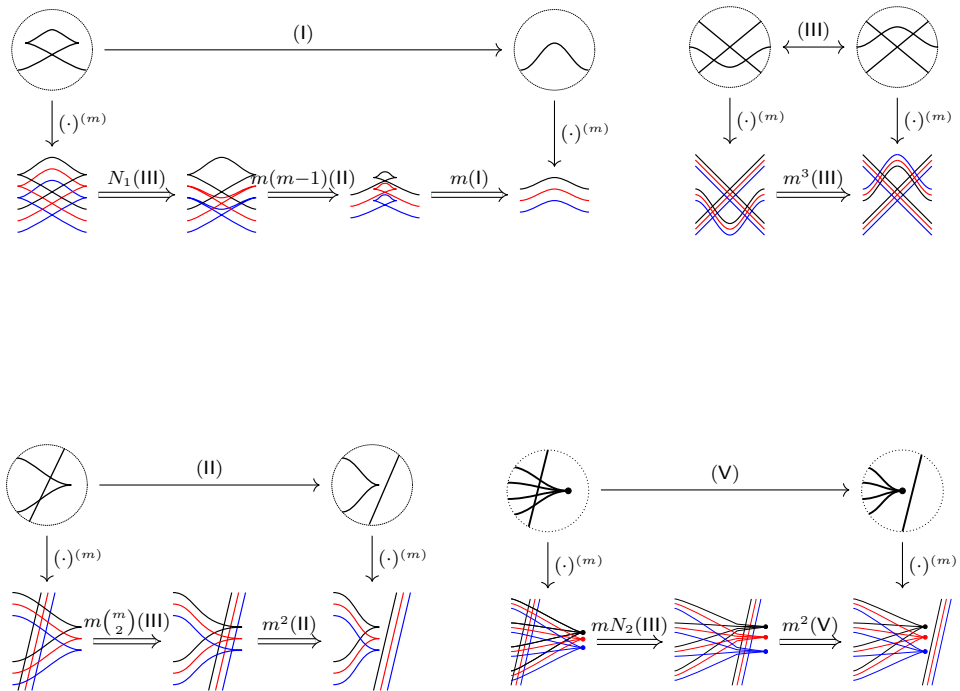 (I)
(III)
(·)^{(m)} (·)^{(m)} (·)^{(m)} (·)^{(m)}
N_1(III) m(m−1)(II) m(I) m^3(III)
(II) (V)
(·)^{(m)} (·)^{(m)} (·)^{(m)} (·)^{(m)}
m\binom{m}{2}(III) m^2(II) mN_2(III) m^2(V)